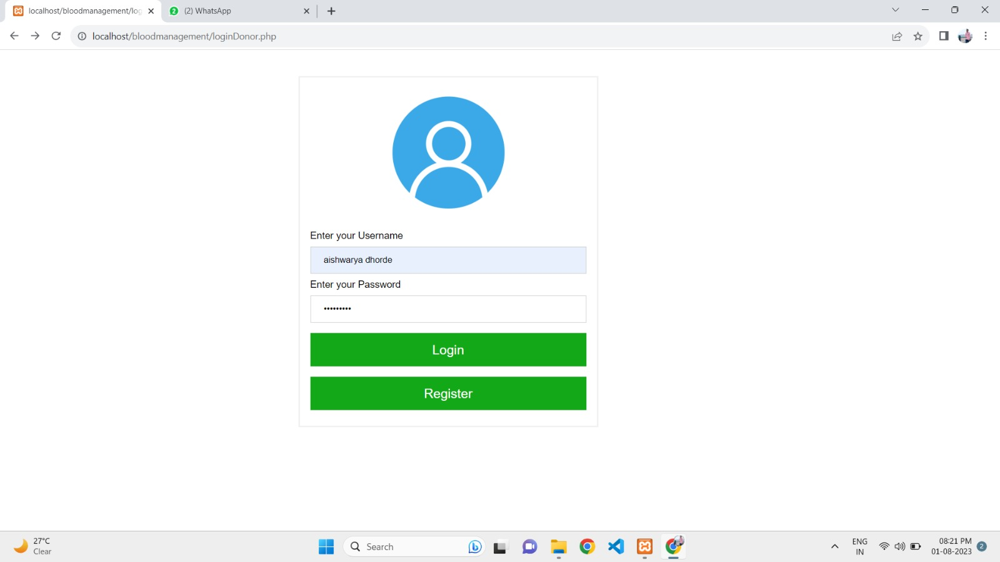 localhost/bloodmanagement/log
(2) WhatsApp
localhost/bloodmanagement/loginDonor.php
Enter your Username
aishwarya dhorde
Enter your Password
•••••••••
Login
Register
27°C
Clear
Search
ENG
IN
08:21 PM
01-08-2023
2